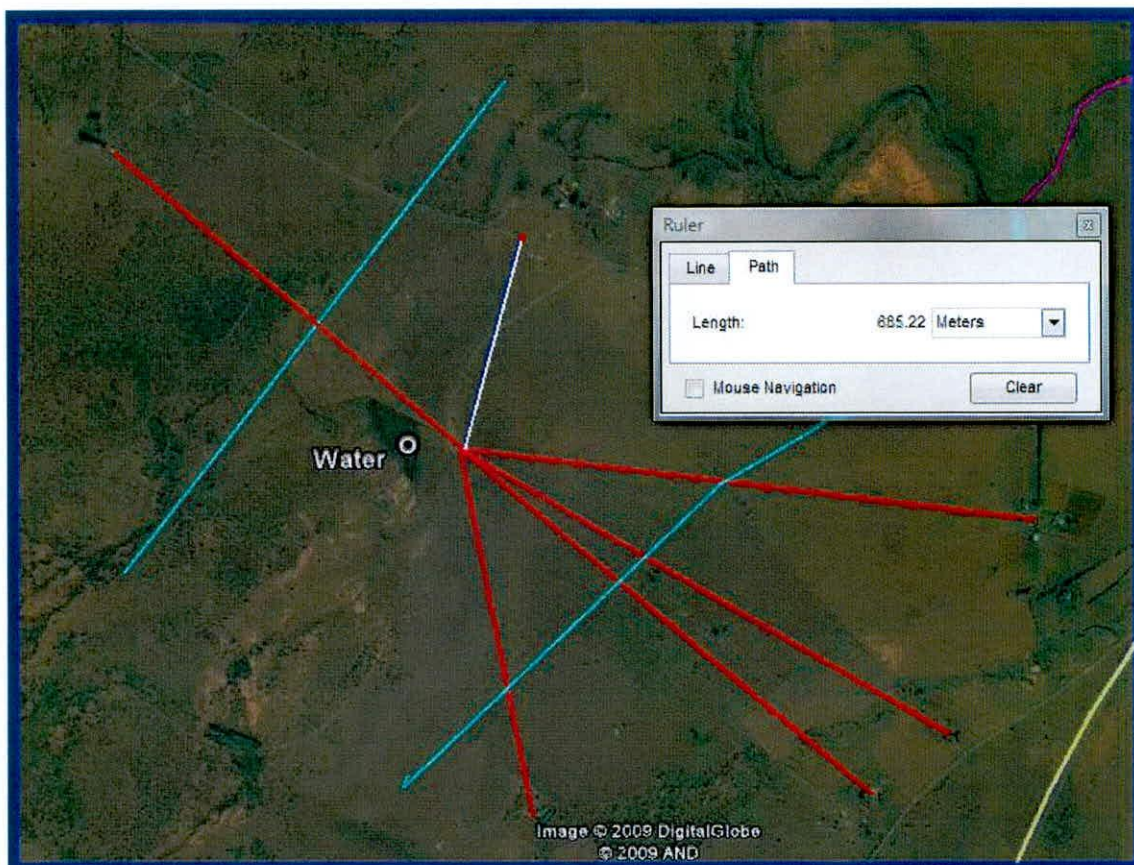 Ruler
Line Path
Length: 685.22 Meters
Mouse Navigation Clear
Water
Image © 2009 DigitalGlobe
© 2009 AND